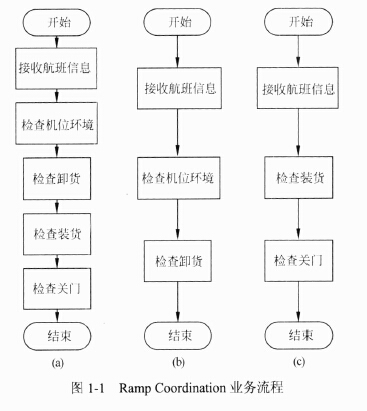 开始
接收航班信息
检查机位环境
检查卸货
检查装货
检查关门
结束
(a)
开始
接收航班信息
检查机位环境
检查卸货
结束
(b)
开始
接收航班信息
检查装货
检查关门
结束
(c)
图 1-1 Ramp Coordination 业务流程